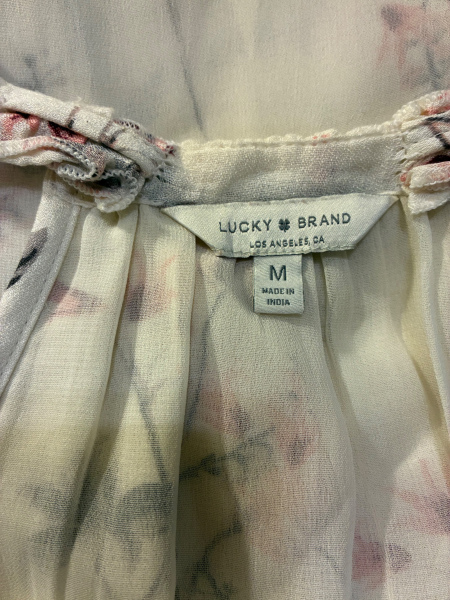 LUCKY BRAND
LOS ANGELES, CA
M
MADE IN
INDIA